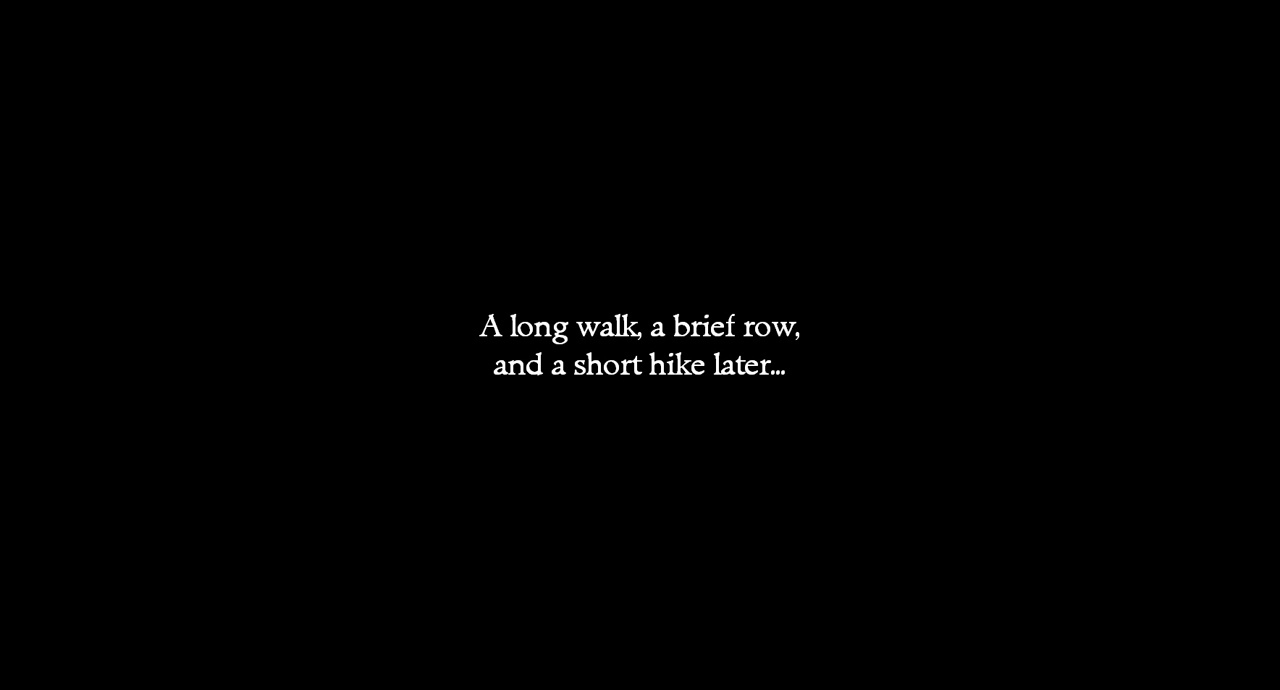 A long walk, a brief row,
and a short hike later...